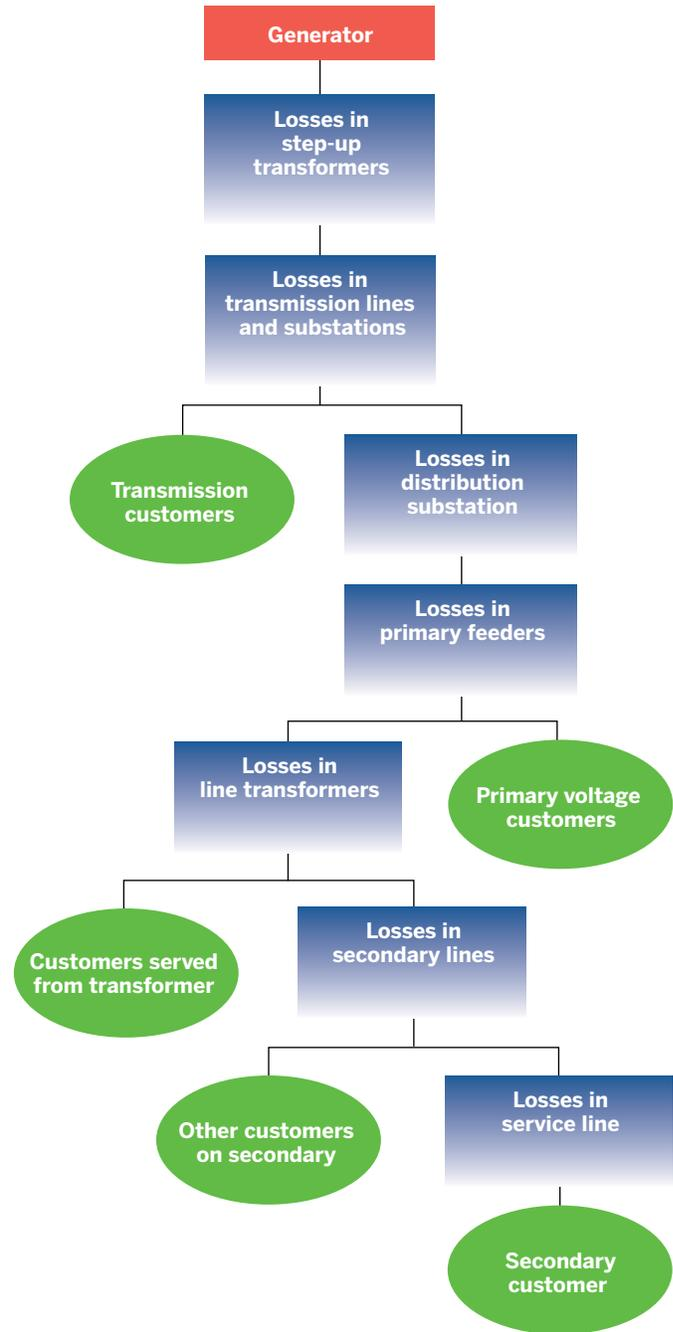 Generator
Losses in
step-up
transformers
Losses in
transmission lines
and substations
Transmission
customers
Losses in
distribution
substation
Losses in
primary feeders
Losses in
line transformers
Primary voltage
customers
Customers served
from transformer
Losses in
secondary lines
Other customers
on secondary
Losses in
service line
Secondary
customer